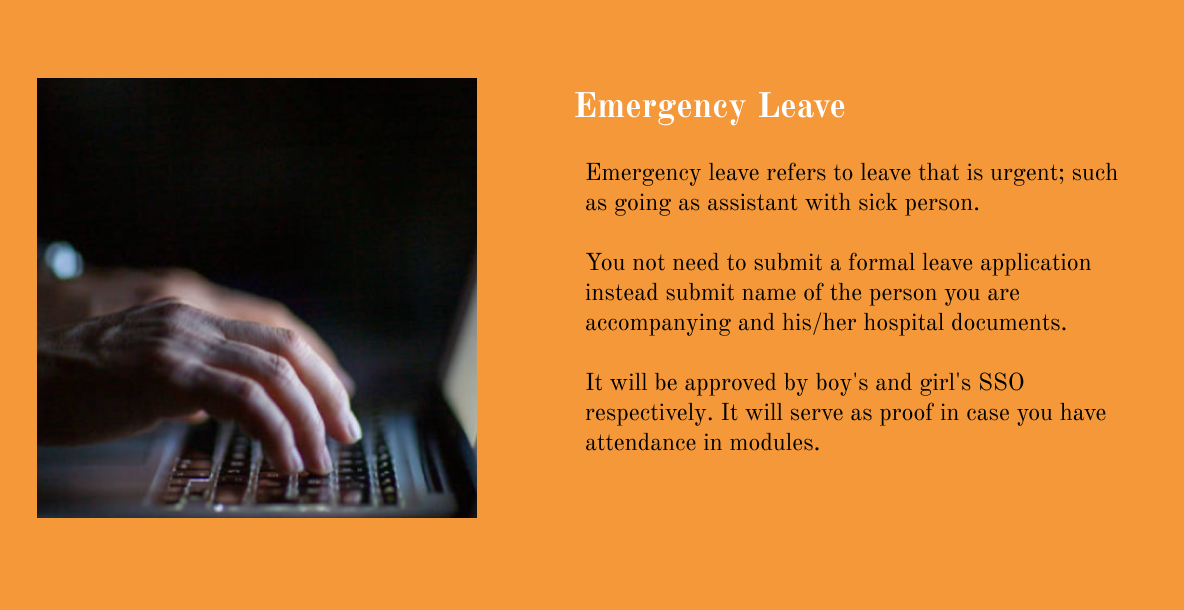 Emergency Leave
Emergency leave refers to leave that is urgent; such
as going as assistant with sick person.
You not need to submit a formal leave application
instead submit name of the person you are
accompanying and his/her hospital documents.
It will be approved by boy's and girl's SSO
respectively. It will serve as proof in case you have
attendance in modules.